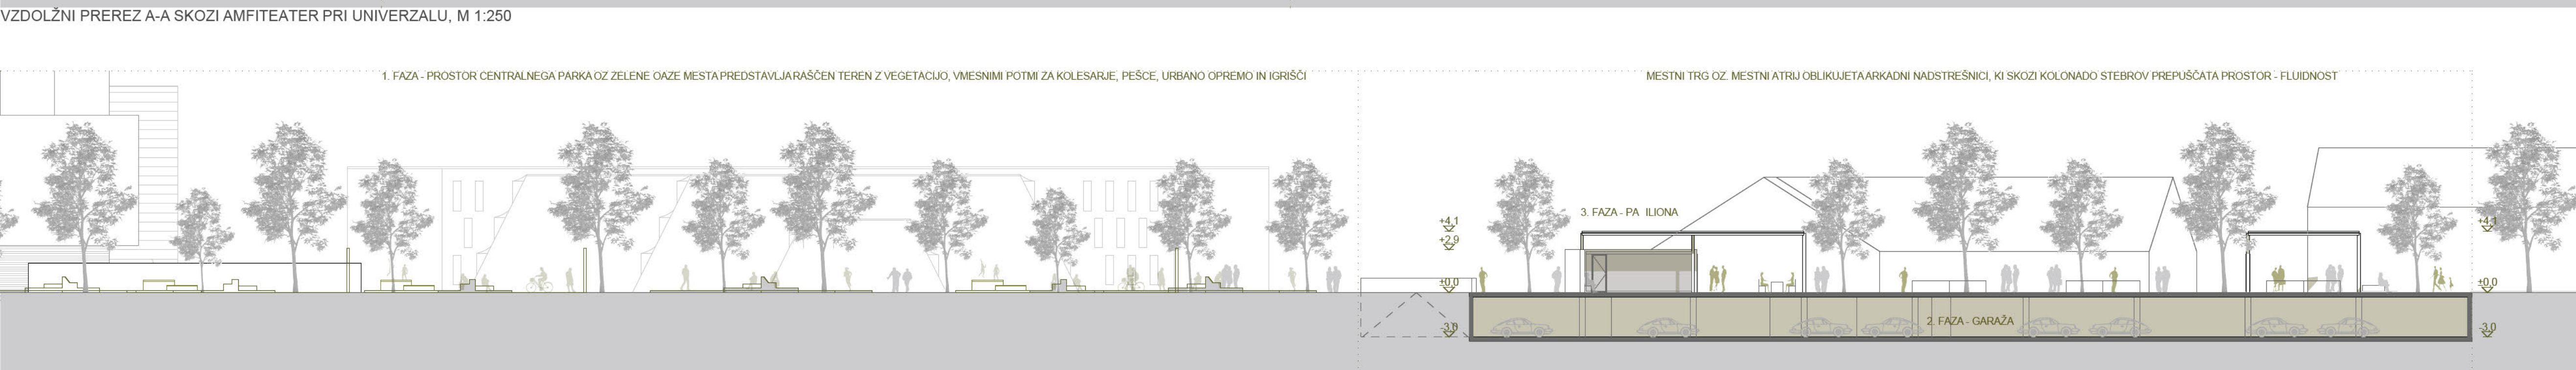 VZDOLŽNI PREREZ A-A SKOZI AMFITEATER PRI UNIVERZALU, M 1:250
1. FAZA - PROSTOR CENTRALNEGA PARKA OZ ZELENE OAZE MESTA PREDSTAVLJA RAŠČEN TEREN Z VEGETACIJO, VMESNIMI POTMI ZA KOLESARJE, PEŠCE, URBANO OPREMO IN IGRIŠČI
MESTNI TRG OZ. MESTNI ATRIJ OBLIKUJETA ARKADNI NADSTREŠNICI, KI SKOZI KOLONADO STEBROV PREPUŠČATA PROSTOR - FLUIDNOST
3. FAZA - PA ILIONA
+4,1
+4,1
+2,9
±0,0
±0,0
2. FAZA - GARAŽA
-3,0
-3,0